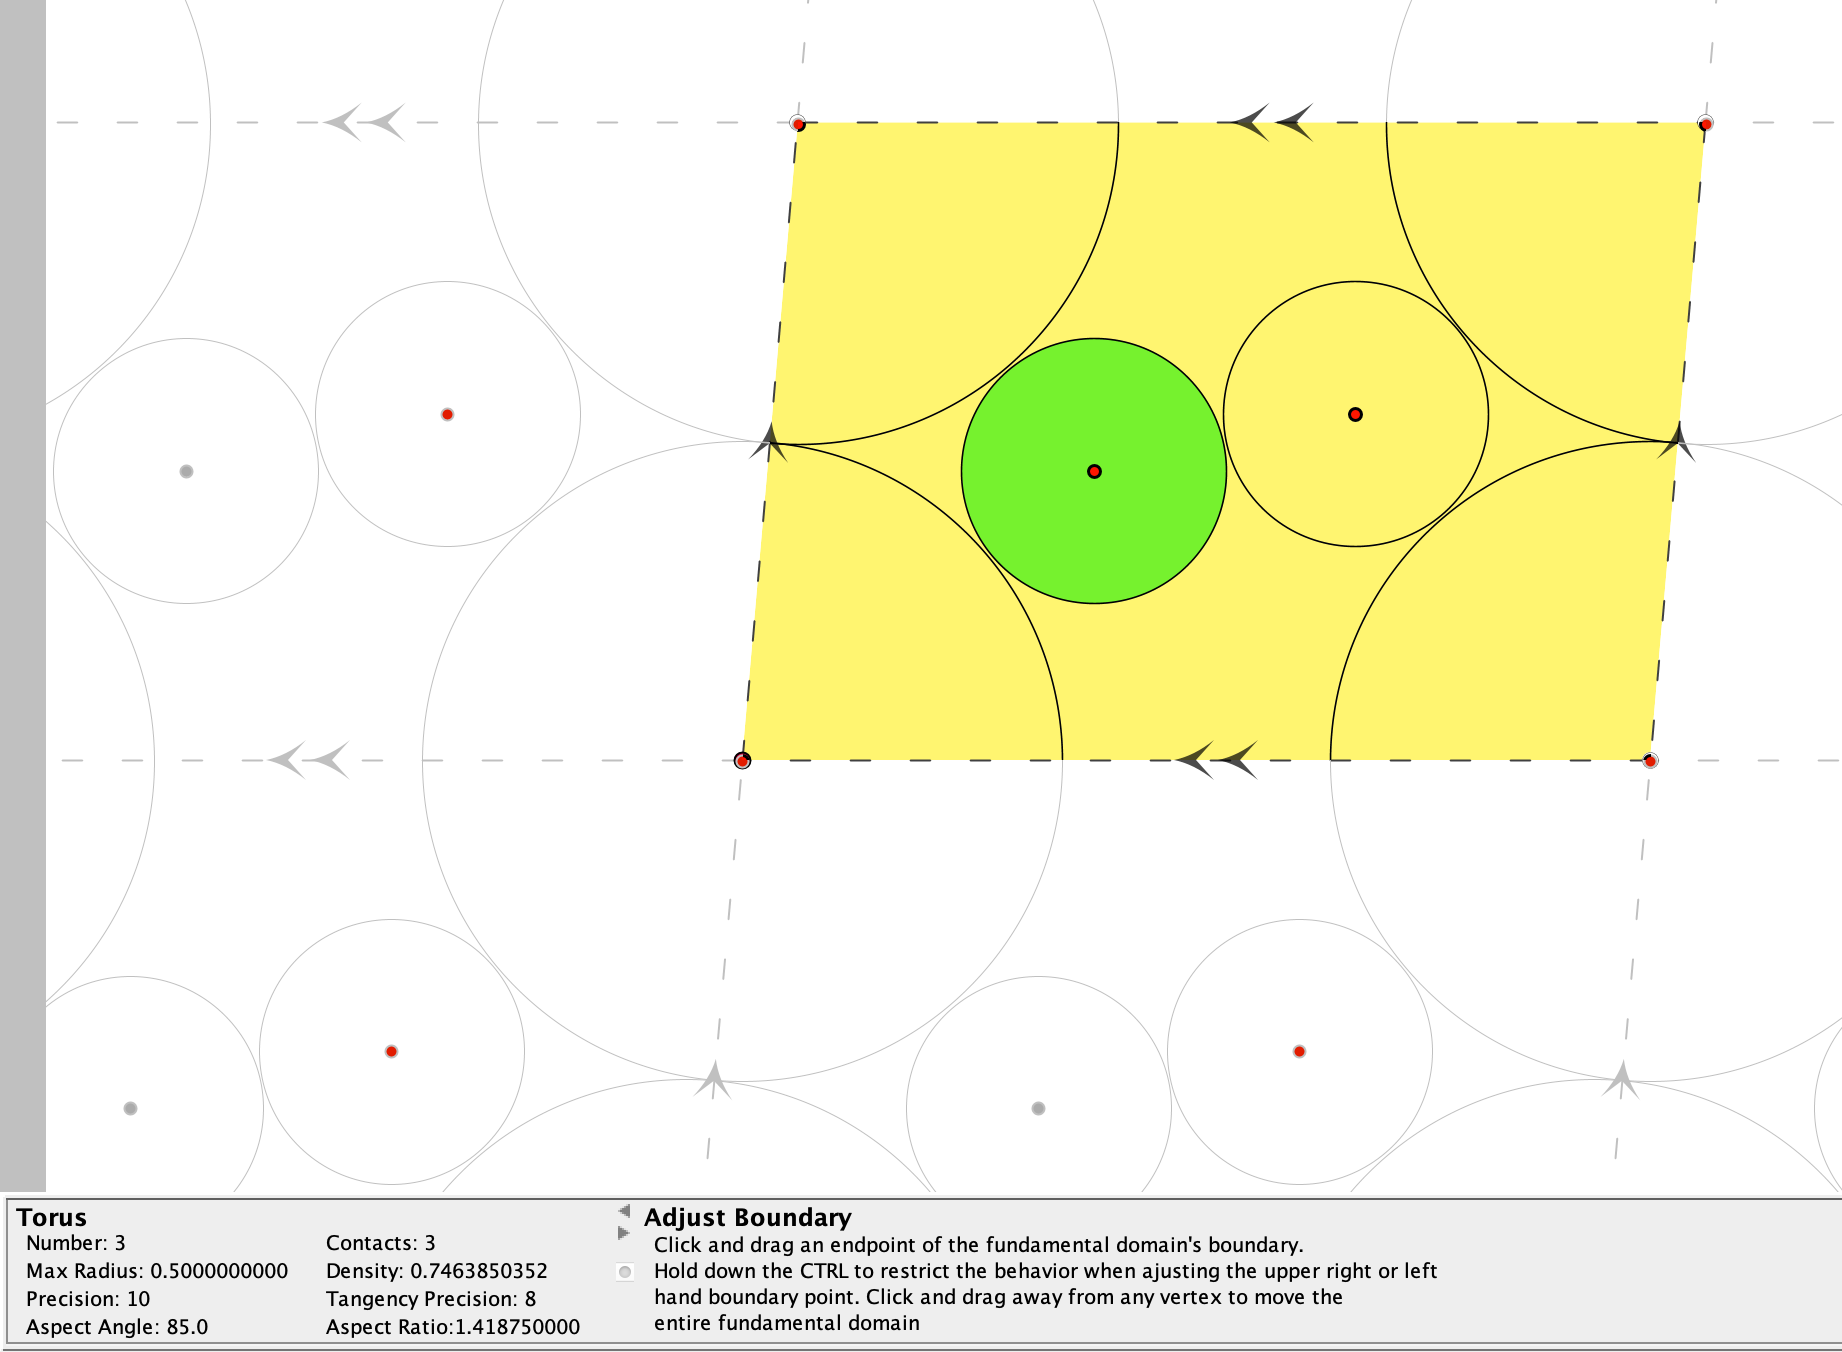 Torus
Number: 3
Contacts: 3
Max Radius: 0.5000000000
Density: 0.7463850352
Precision: 10
Tangency Precision: 8
Aspect Angle: 85.0
Aspect Ratio:1.418750000
Adjust Boundary
Click and drag an endpoint of the fundamental domain's boundary.
Hold down the CTRL to restrict the behavior when ajusting the upper right or left
hand boundary point. Click and drag away from any vertex to move the
entire fundamental domain